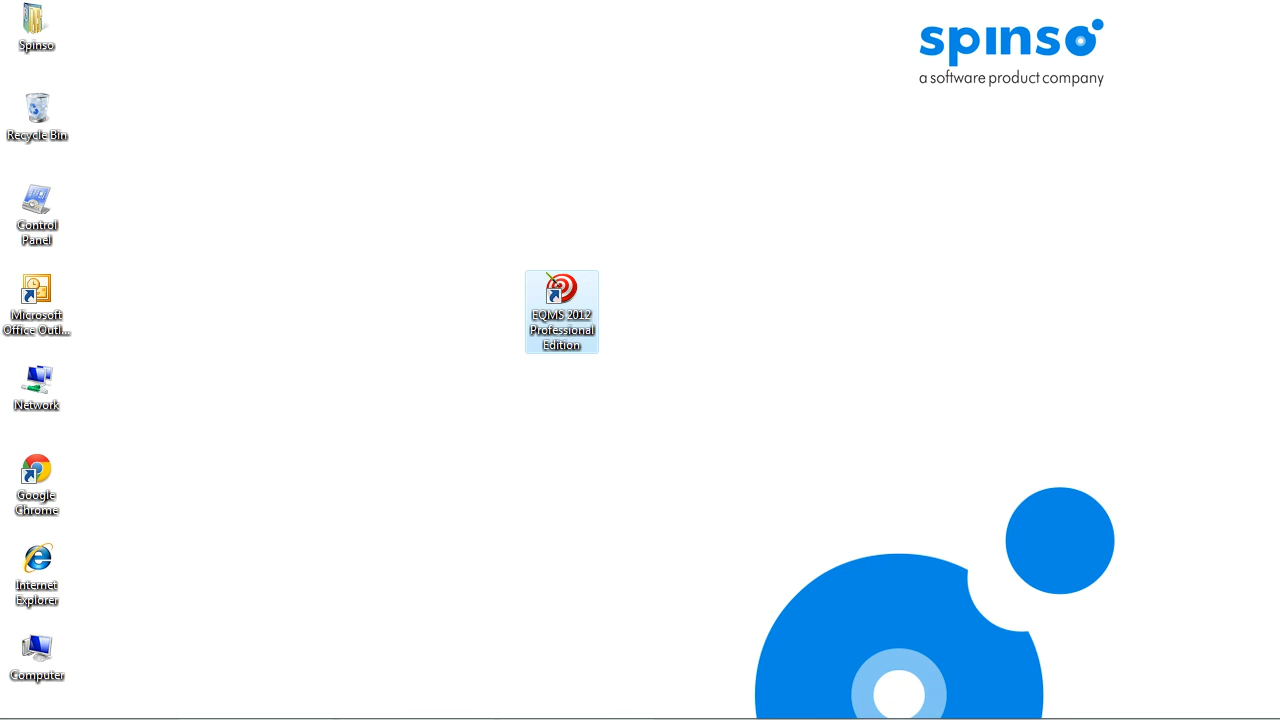 Spinso
Recycle Bin
Control
Panel
Microsoft
Office Outl...
Network
Google
Chrome
Internet
Explorer
Computer
EQMS 2012
Professional
Edition
spinso
a software product company